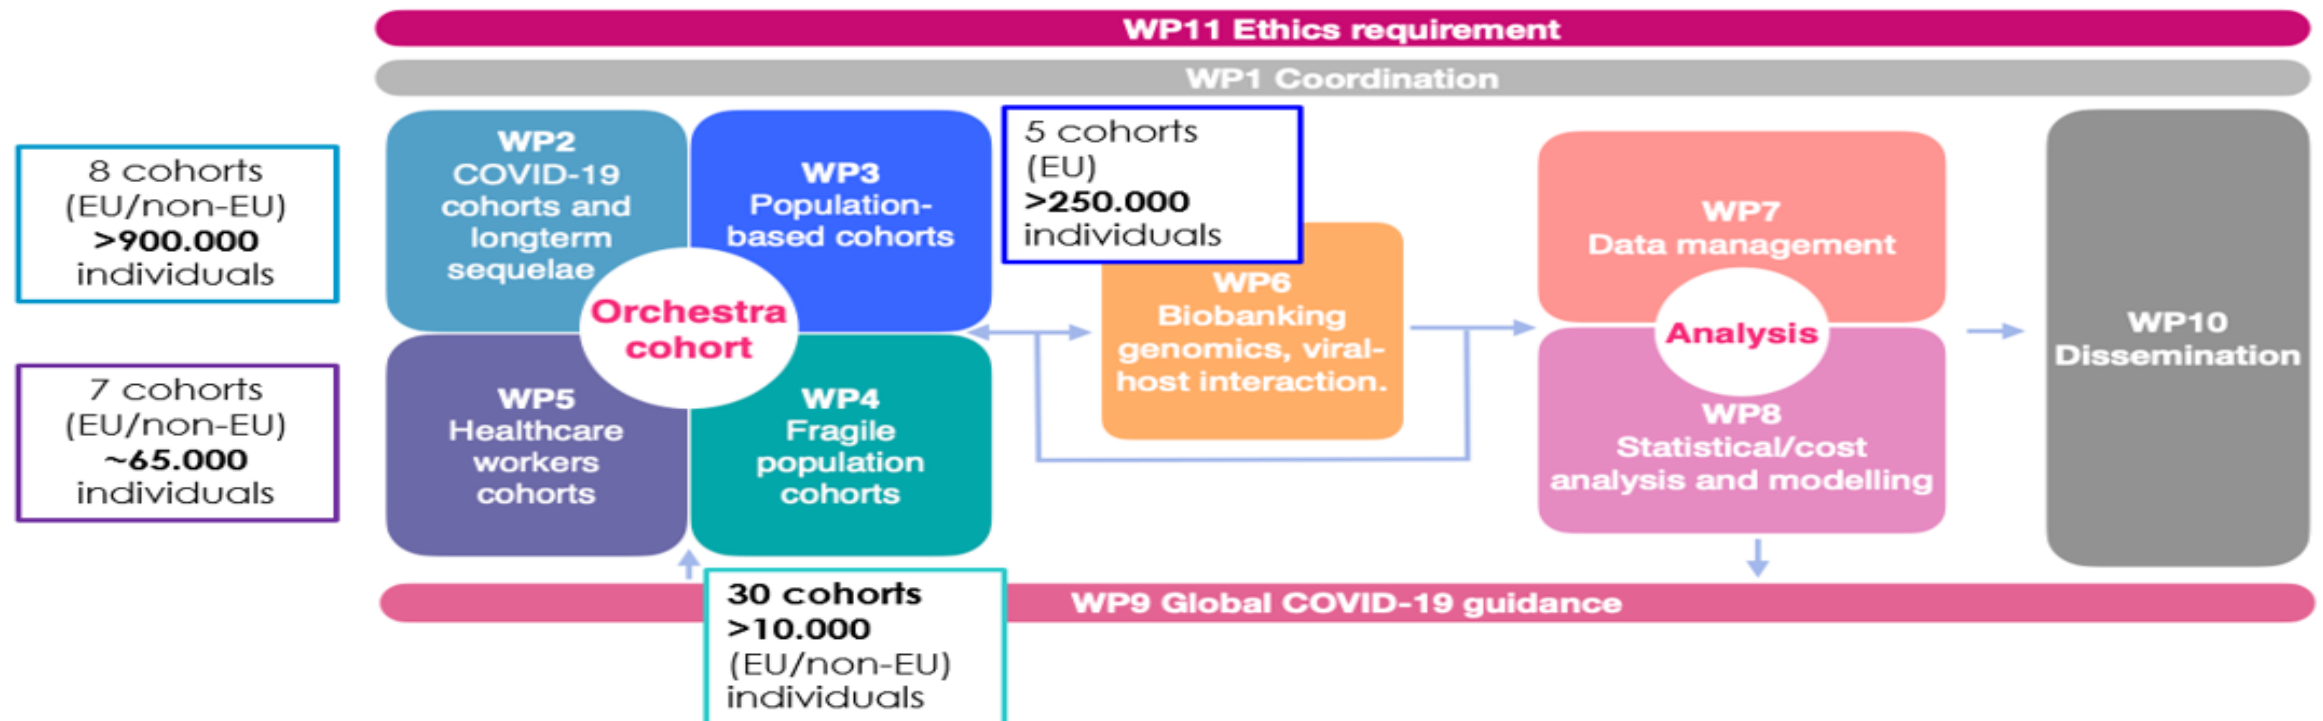 WP11 Ethics requirement
WP1 Coordination
8 cohorts
(EU/non-EU)
>900.000
individuals
7 cohorts
(EU/non-EU)
~65.000
individuals
WP2
COVID-19
cohorts and
longterm
sequelae
WP3
Population-
based cohorts
Orchestra
cohort
WP5
Healthcare
workers
cohorts
WP4
Fragile
population
cohorts
5 cohorts
(EU)
>250.000
individuals
WP6
Biobanking
genomics, viral-
host interaction.
WP7
Data management
Analysis
WP8
Statistical/cost
analysis and modelling
WP10
Dissemination
30 cohorts
>10.000
(EU/non-EU)
individuals
WP9 Global COVID-19 guidance